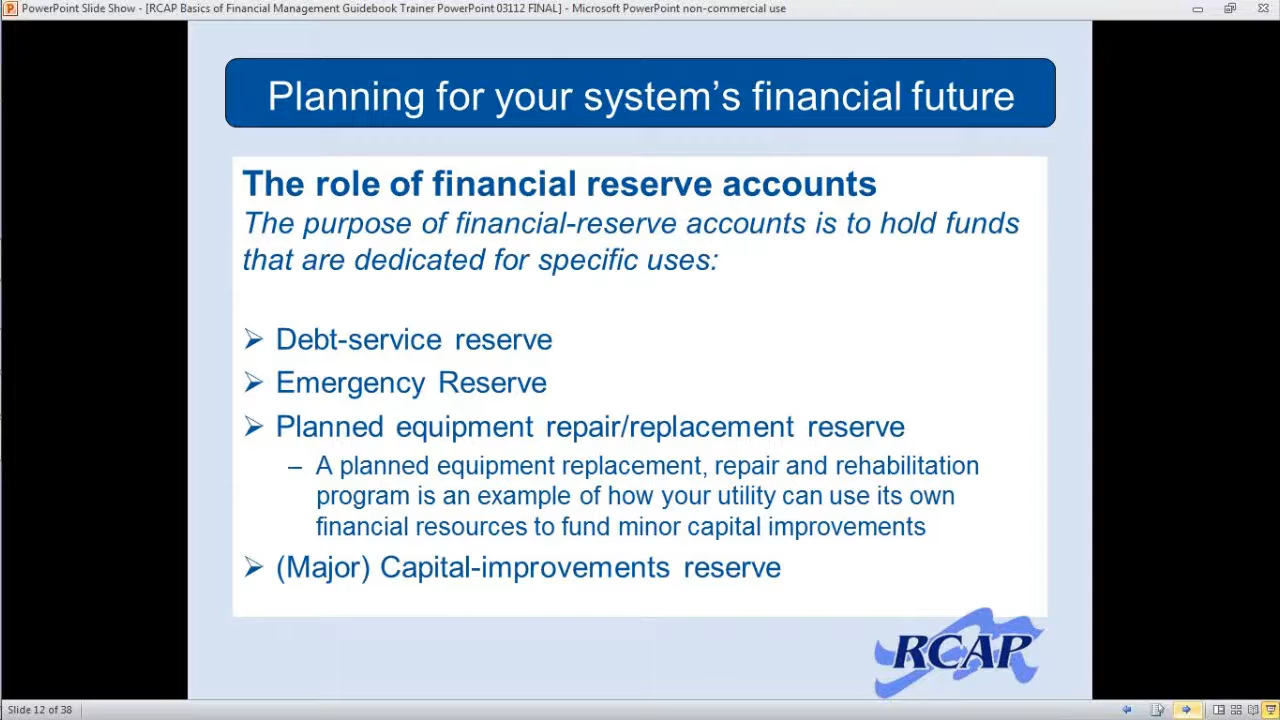 PowerPoint Slide Show - [RCAP Basics of Financial Management Guidebook Trainer PowerPoint 03112 FINAL] - Microsoft PowerPoint non-commercial use
Planning for your system's financial future
The role of financial reserve accounts
The purpose of financial-reserve accounts is to hold funds
that are dedicated for specific uses:
➢ Debt-service reserve
➢ Emergency Reserve
➢ Planned equipment repair/replacement reserve
– A planned equipment replacement, repair and rehabilitation
program is an example of how your utility can use its own
financial resources to fund minor capital improvements
➢ (Major) Capital-improvements reserve
RCAP
Slide 12 of 38